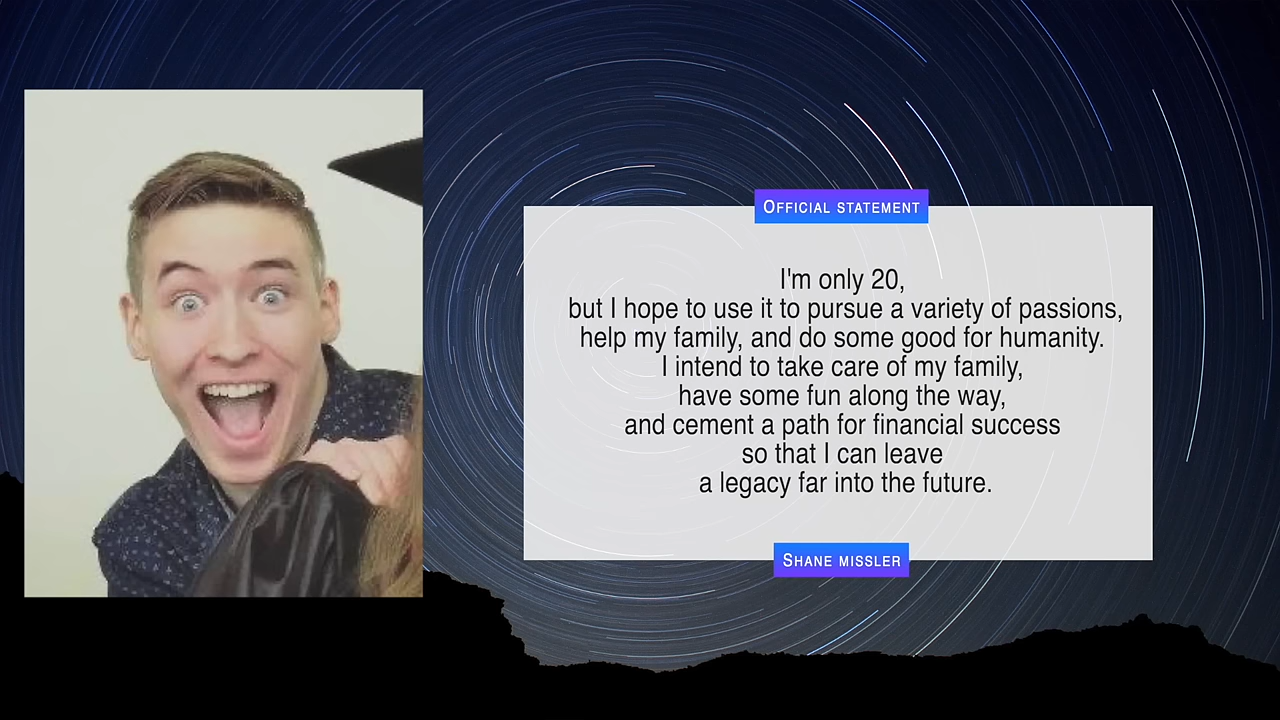 OFFICIAL STATEMENT
I'm only 20,
but I hope to use it to pursue a variety of passions,
help my family, and do some good for humanity.
I intend to take care of my family,
have some fun along the way,
and cement a path for financial success
so that I can leave
a legacy far into the future.
SHANE MISSLER